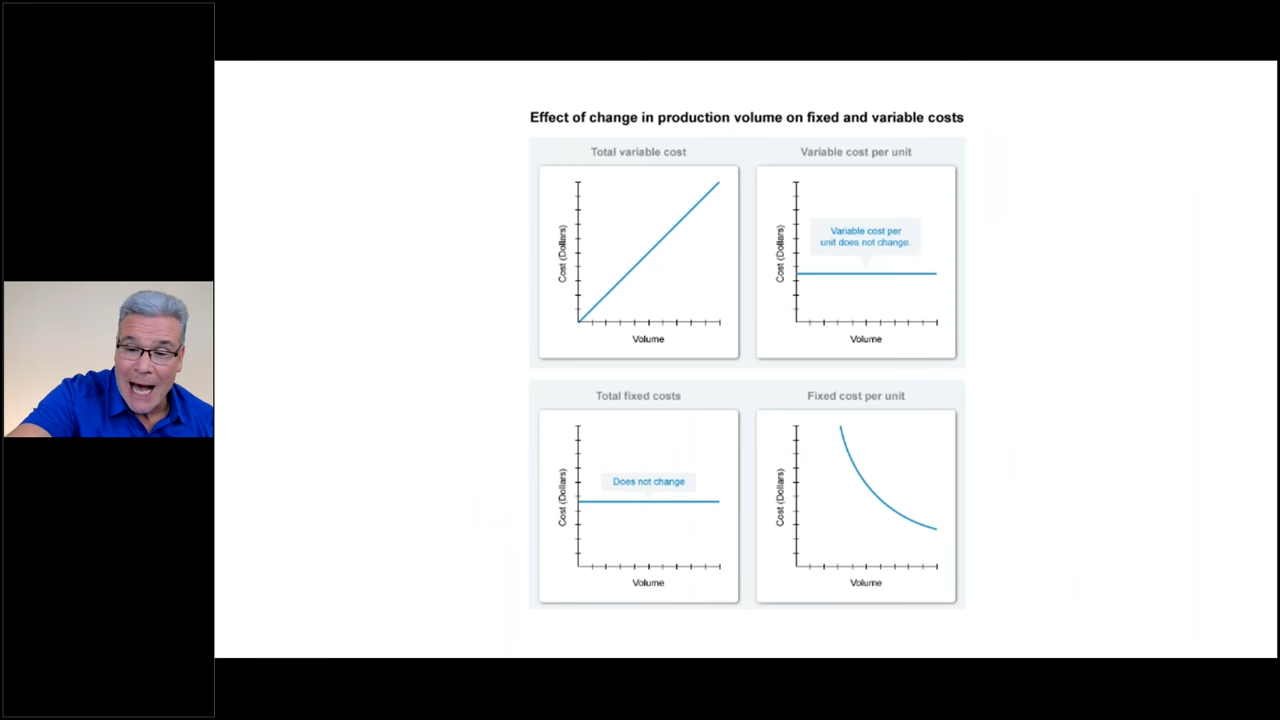 Effect of change in production volume on fixed and variable costs
Total variable cost
Cost (Dollars)
Volume
Variable cost per unit
Cost (Dollars)
Variable cost per
unit does not change.
Volume
Total fixed costs
Cost (Dollars)
Does not change
Volume
Fixed cost per unit
Cost (Dollars)
Volume